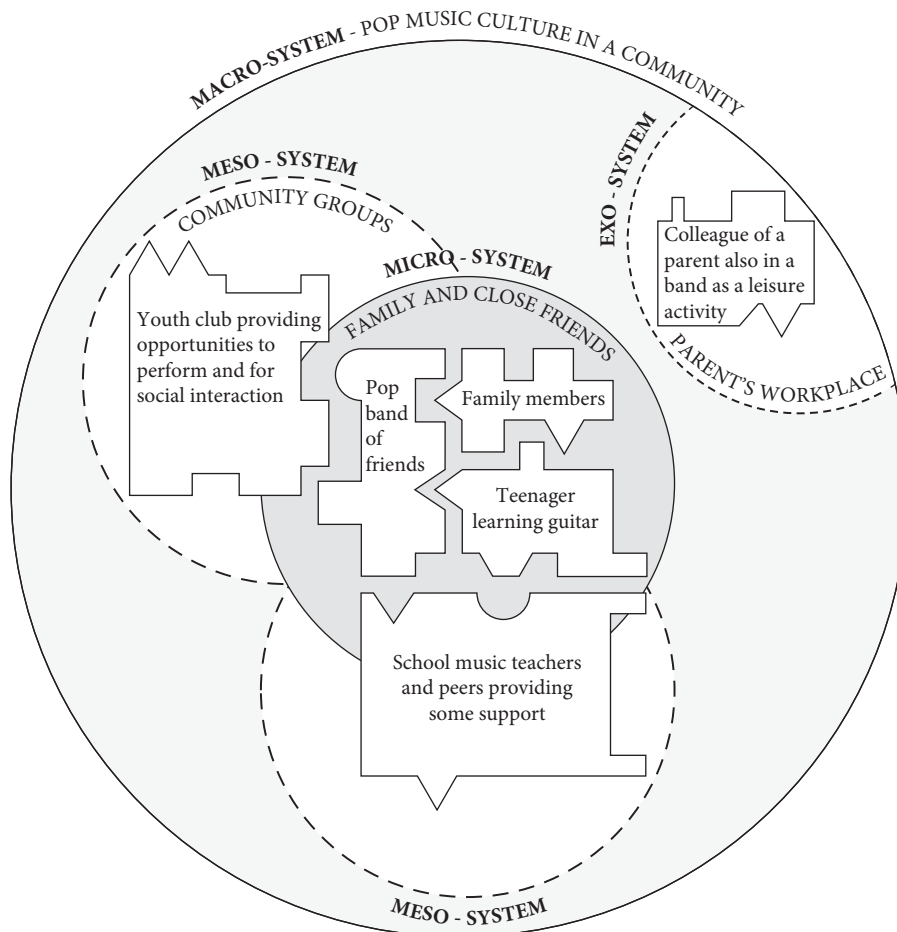 MACRO-SYSTEM - POP MUSIC CULTURE IN A COMMUNITY
MESO - SYSTEM
COMMUNITY GROUPS
Youth club providing
opportunities to
perform and for
social interaction
EXO - SYSTEM
Colleague of a
parent also in a
band as a leisure
activity
PARENT'S WORKPLACE
MICRO - SYSTEM
FAMILY AND CLOSE FRIENDS
Pop
band
of
friends
Family members
Teenager
learning guitar
School music teachers
and peers providing
some support
MESO - SYSTEM